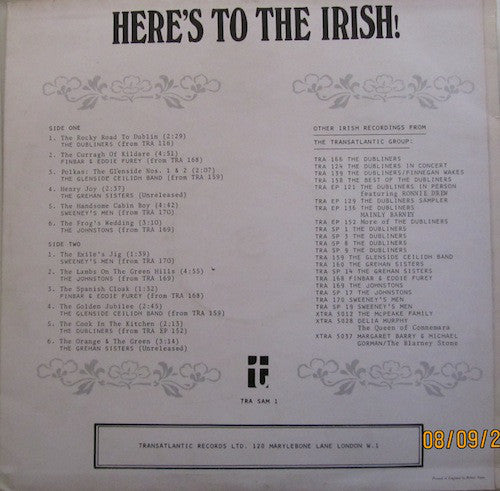 HERE'S TO THE IRISH!
SIDE ONE
1. The Rocky Road To Dublin (2:29)
THE DUBLINERS (from TRA 116)
2. The Curragh Of Kildare (4:51)
FINBAR & EDDIE FUREY (from TRA 168)
3. Polkas: The Glenside Nos. 1 & 2 (2:07)
THE GLENSIDE CEILIDH BAND (from TRA 159)
4. Henry Joy (2:37)
THE GREHAN SISTERS (Unreleased)
5. The Handsome Cabin Boy (4:42)
SWEENEY'S MEN (from TRA 170)
6. The Frog's Wedding (3:10)
THE JOHNSTONS (from TRA 169)
SIDE TWO
1. The Exile's Jig (1:39)
SWEENEY'S MEN (from TRA 170)
2. The Lambs On The Green Hills (4:55)
THE JOHNSTONS (from TRA 169)
3. The Spanish Cloak (1:32)
FINBAR & EDDIE FUREY (from TRA 168)
4. The Golden Jubilee (2:45)
THE GLENSIDE CEILIDH BAND (from TRA 159)
5. The Cook In The Kitchen (2:13)
THE DUBLINERS (from TRA EP 152)
6. The Orange & The Green (3:14)
THE GREHAN SISTERS (Unreleased)
OTHER IRISH RECORDINGS FROM
THE TRANSATLANTIC GROUP:
TRA 116 THE DUBLINERS
TRA 124 THE DUBLINERS IN CONCERT
TRA 139 THE DUBLINERS/FINNEGAN WAKES
TRA 158 THE BEST OF THE DUBLINERS
TRA EP 121 THE DUBLINERS IN PERSON
featuring RONNIE DREW
TRA EP 129 THE DUBLINERS SAMPLER
TRA EP 136 THE DUBLINERS
MAINLY BARNEY
TRA EP 152 More of THE DUBLINERS
TRA SP 1 THE DUBLINERS
TRA SP 3 THE DUBLINERS
TRA SP 8 THE DUBLINERS
TRA SP 9 THE DUBLINERS
TRA 159 THE GLENSIDE CEILIDH BAND
TRA 160 THE GREHAN SISTERS
TRA SP 14 THE GREHAN SISTERS
TRA 168 FINBAR & EDDIE FUREY
TRA 169 THE JOHNSTONS
TRA SP 17 THE JOHNSTONS
TRA 170 SWEENEY'S MEN
TRA SP 19 SWEENEY'S MEN
XTRA 5012 THE McPEAKE FAMILY
XTRA 5028 DELIA MURPHY
The Queen of Connemara
XTRA 5037 MARGARET BARRY & MICHAEL
GORMAN/The Blarney Stone
TRA SAM 1
TRANSATLANTIC RECORDS LTD. 120 MARYLEBONE LANE LONDON W.1
08/09/2
Printed in England by